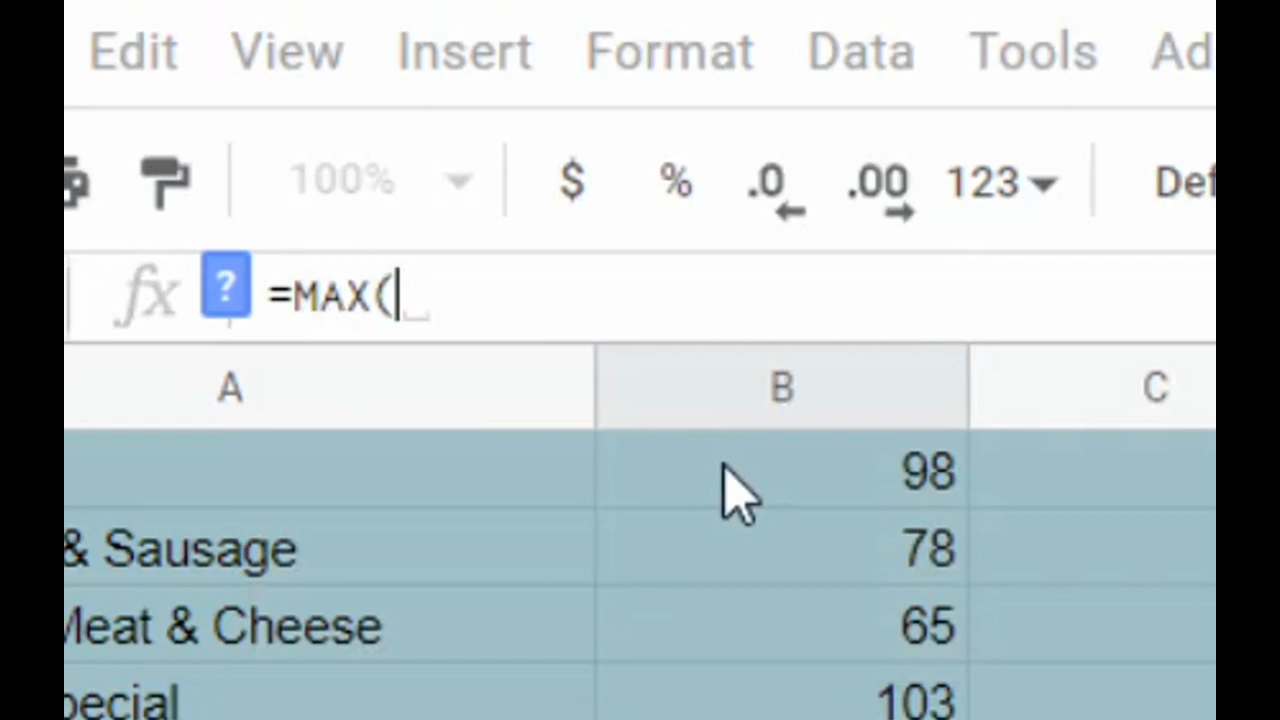 Edit View Insert Format Data Tools Ad
100% $ % .0 .00 123 Def
fx ? =MAX(
A B C
98
& Sausage 78
Meat & Cheese 65
pecial 103